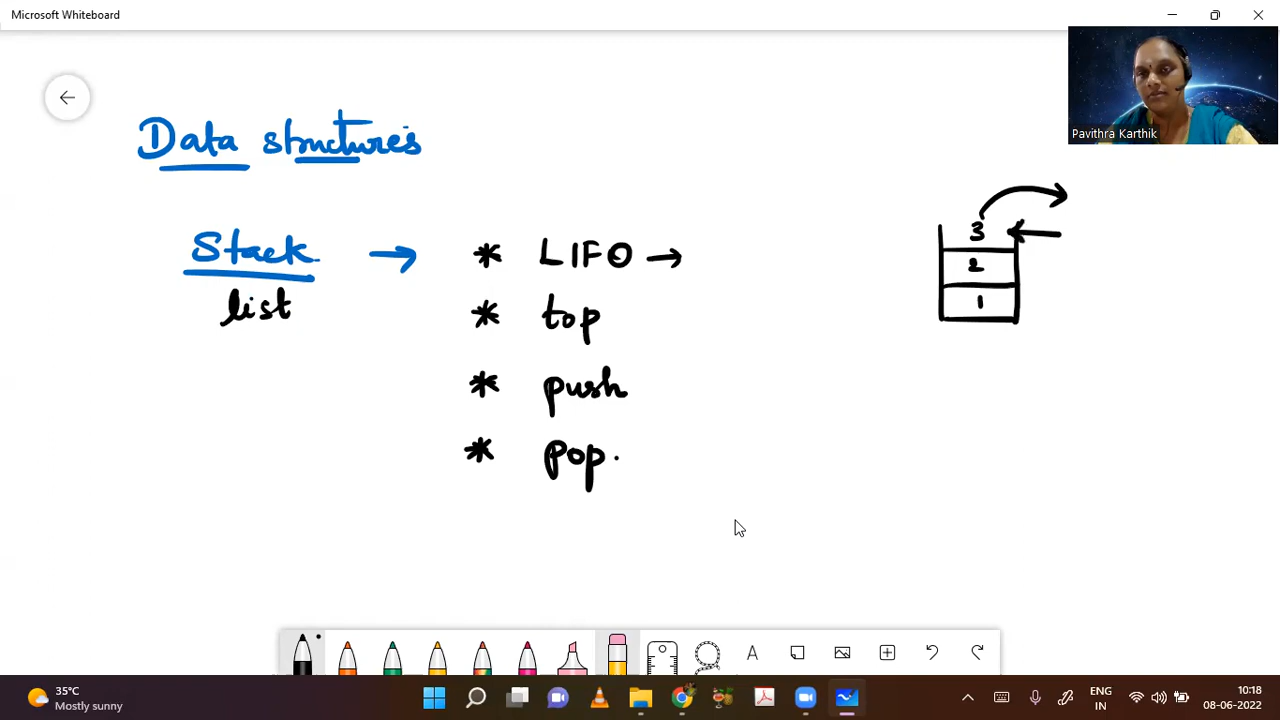 Microsoft Whiteboard
Pavithra Karthik
Data structures
Stack → * LIFO →
list
* top
* push
* pop.
3
2
1
A
35°C
Mostly sunny
ENG
IN
10:18
08-06-2022